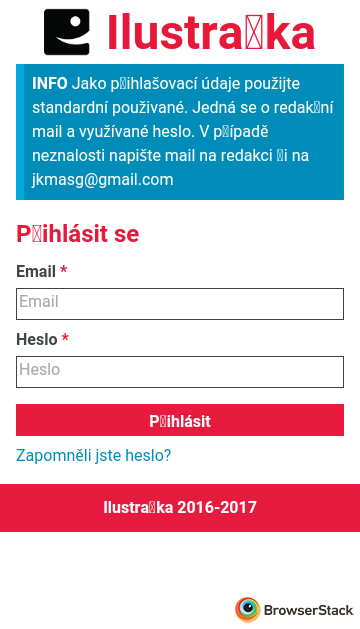 Ilustra▯ka
INFO Jako p▯ihlašovací údaje použijte
standardní použivané. Jedná se o redak▯ní
mail a využívané heslo. V p▯ípadě
neznalosti napište mail na redakci ▯i na
jkmasg@gmail.com
P▯ihlásit se
Email *
Email
Heslo *
Heslo
P▯ihlásit
Zapomněli jste heslo?
Ilustra▯ka 2016-2017
BrowserStack